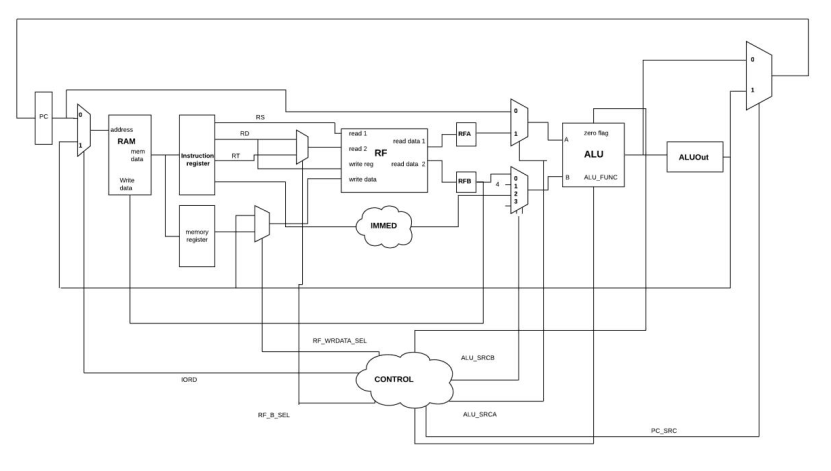 PC
0
1
address
RAM
mem
data
Write
data
Instruction
register
memory
register
RS
RD
RT
read 1
read 2
RF
write reg
write data
read data 1
read data 2
RFA
RFB
IMMED
0
1
4
0
1
2
3
A
B
zero flag
ALU
ALU_FUNC
ALUOut
0
1
RF_WRDATA_SEL
IORD
RF_B_SEL
CONTROL
ALU_SRCB
ALU_SRCA
PC_SRC